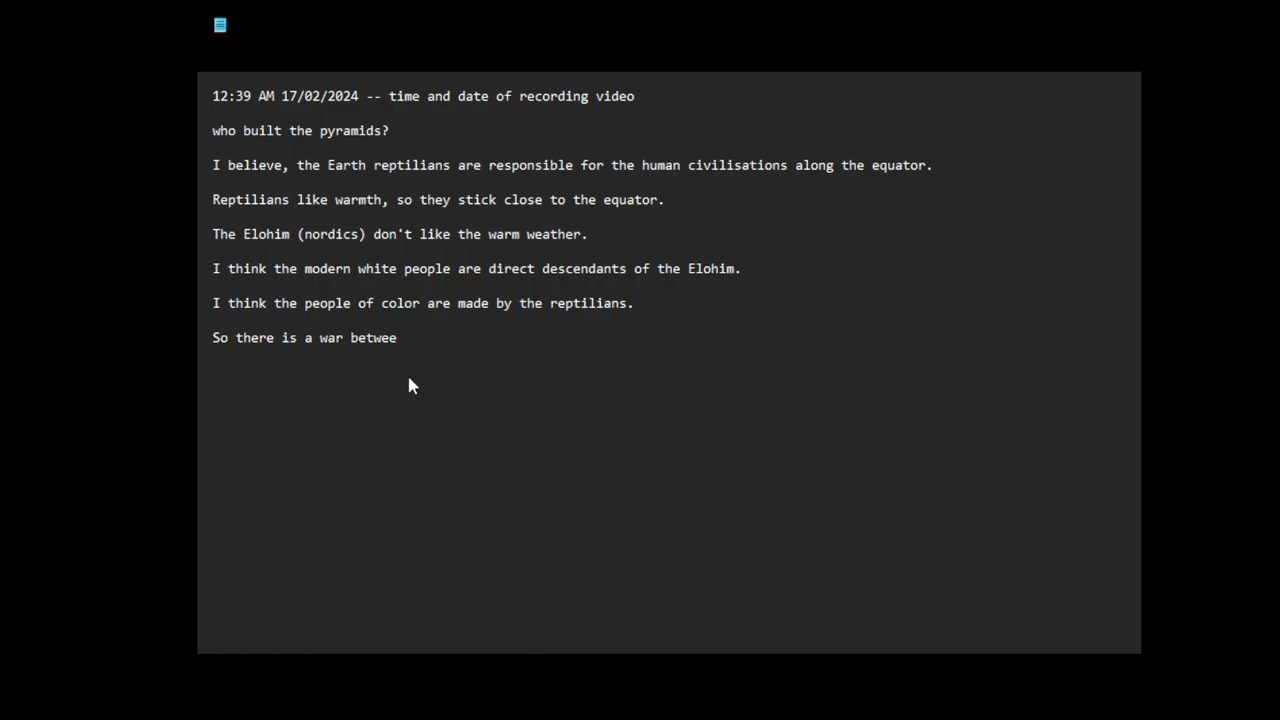 12:39 AM 17/02/2024 -- time and date of recording video
who built the pyramids?
I believe, the Earth reptilians are responsible for the human civilisations along the equator.
Reptilians like warmth, so they stick close to the equator.
The Elohim (nordics) don't like the warm weather.
I think the modern white people are direct descendants of the Elohim.
I think the people of color are made by the reptilians.
So there is a war betwee